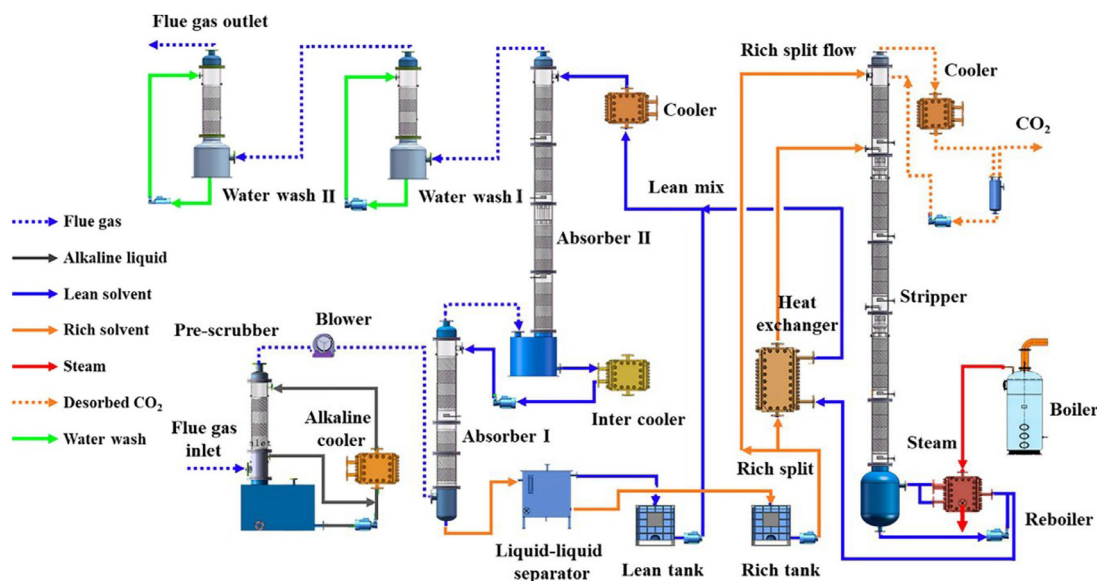 Flue gas outlet
Rich split flow
Cooler
Cooler
CO₂
Water wash II
Water wash I
Lean mix
Flue gas
Alkaline liquid
Lean solvent
Rich solvent
Steam
Desorbed CO₂
Water wash
Absorber II
Heat
exchanger
Stripper
Pre-scrubber
Blower
Inter cooler
Boiler
Alkaline
cooler
Flue gas
inlet
Absorber I
Steam
Rich split
Reboiler
Liquid-liquid
separator
Lean tank
Rich tank